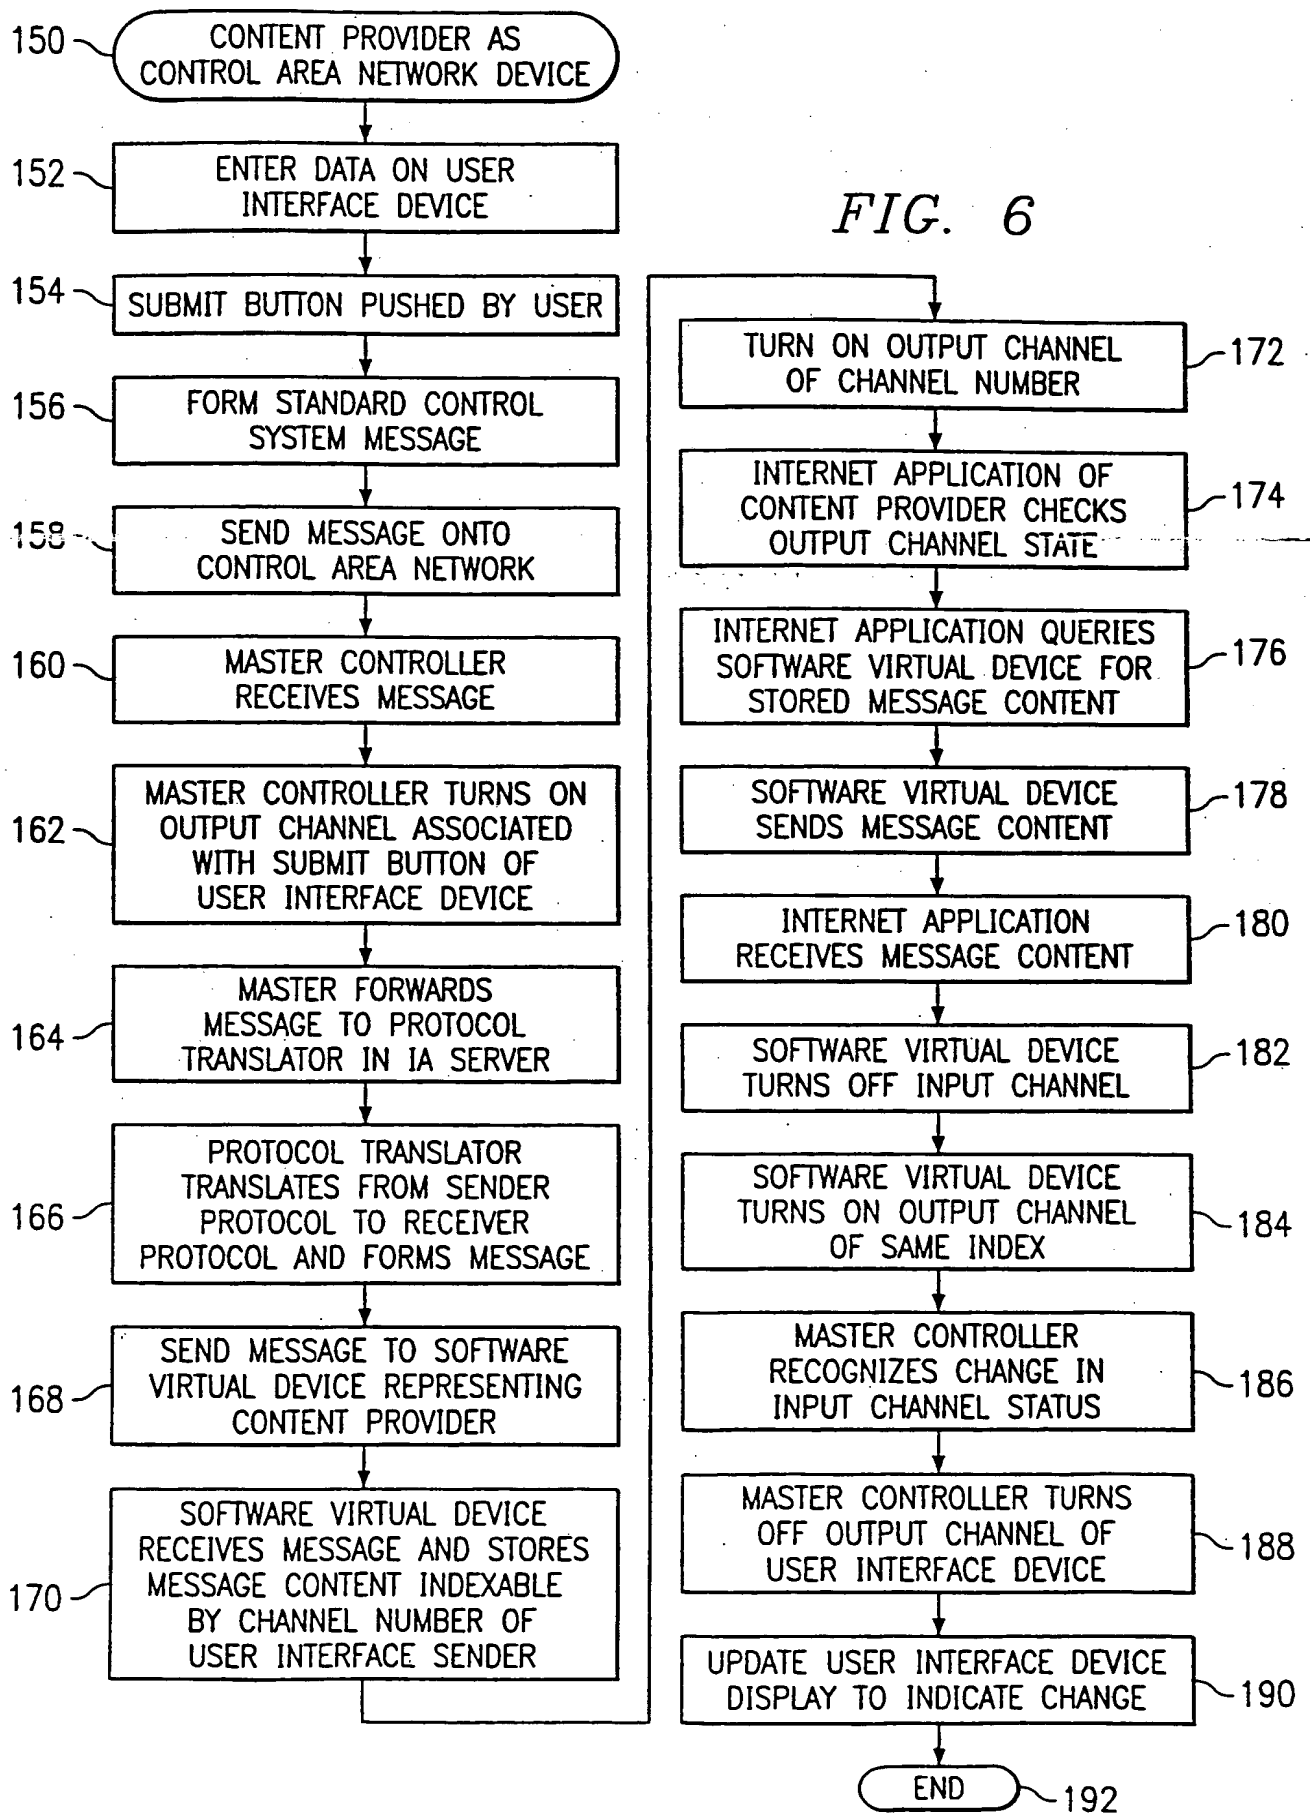 150
CONTENT PROVIDER AS
CONTROL AREA NETWORK DEVICE
152
ENTER DATA ON USER
INTERFACE DEVICE
154
SUBMIT BUTTON PUSHED BY USER
156
FORM STANDARD CONTROL
SYSTEM MESSAGE
158
SEND MESSAGE ONTO
CONTROL AREA NETWORK
160
MASTER CONTROLLER
RECEIVES MESSAGE
162
MASTER CONTROLLER TURNS ON
OUTPUT CHANNEL ASSOCIATED
WITH SUBMIT BUTTON OF
USER INTERFACE DEVICE
164
MASTER FORWARDS
MESSAGE TO PROTOCOL
TRANSLATOR IN IA SERVER
166
PROTOCOL TRANSLATOR
TRANSLATES FROM SENDER
PROTOCOL TO RECEIVER
PROTOCOL AND FORMS MESSAGE
168
SEND MESSAGE TO SOFTWARE
VIRTUAL DEVICE REPRESENTING
CONTENT PROVIDER
170
SOFTWARE VIRTUAL DEVICE
RECEIVES MESSAGE AND STORES
MESSAGE CONTENT INDEXABLE
BY CHANNEL NUMBER OF
USER INTERFACE SENDER
FIG. 6
TURN ON OUTPUT CHANNEL
OF CHANNEL NUMBER
172
INTERNET APPLICATION OF
CONTENT PROVIDER CHECKS
OUTPUT CHANNEL STATE
174
INTERNET APPLICATION QUERIES
SOFTWARE VIRTUAL DEVICE FOR
STORED MESSAGE CONTENT
176
SOFTWARE VIRTUAL DEVICE
SENDS MESSAGE CONTENT
178
INTERNET APPLICATION
RECEIVES MESSAGE CONTENT
180
SOFTWARE VIRTUAL DEVICE
TURNS OFF INPUT CHANNEL
182
SOFTWARE VIRTUAL DEVICE
TURNS ON OUTPUT CHANNEL
OF SAME INDEX
184
MASTER CONTROLLER
RECOGNIZES CHANGE IN
INPUT CHANNEL STATUS
186
MASTER CONTROLLER TURNS
OFF OUTPUT CHANNEL OF
USER INTERFACE DEVICE
188
UPDATE USER INTERFACE DEVICE
DISPLAY TO INDICATE CHANGE
190
END
192